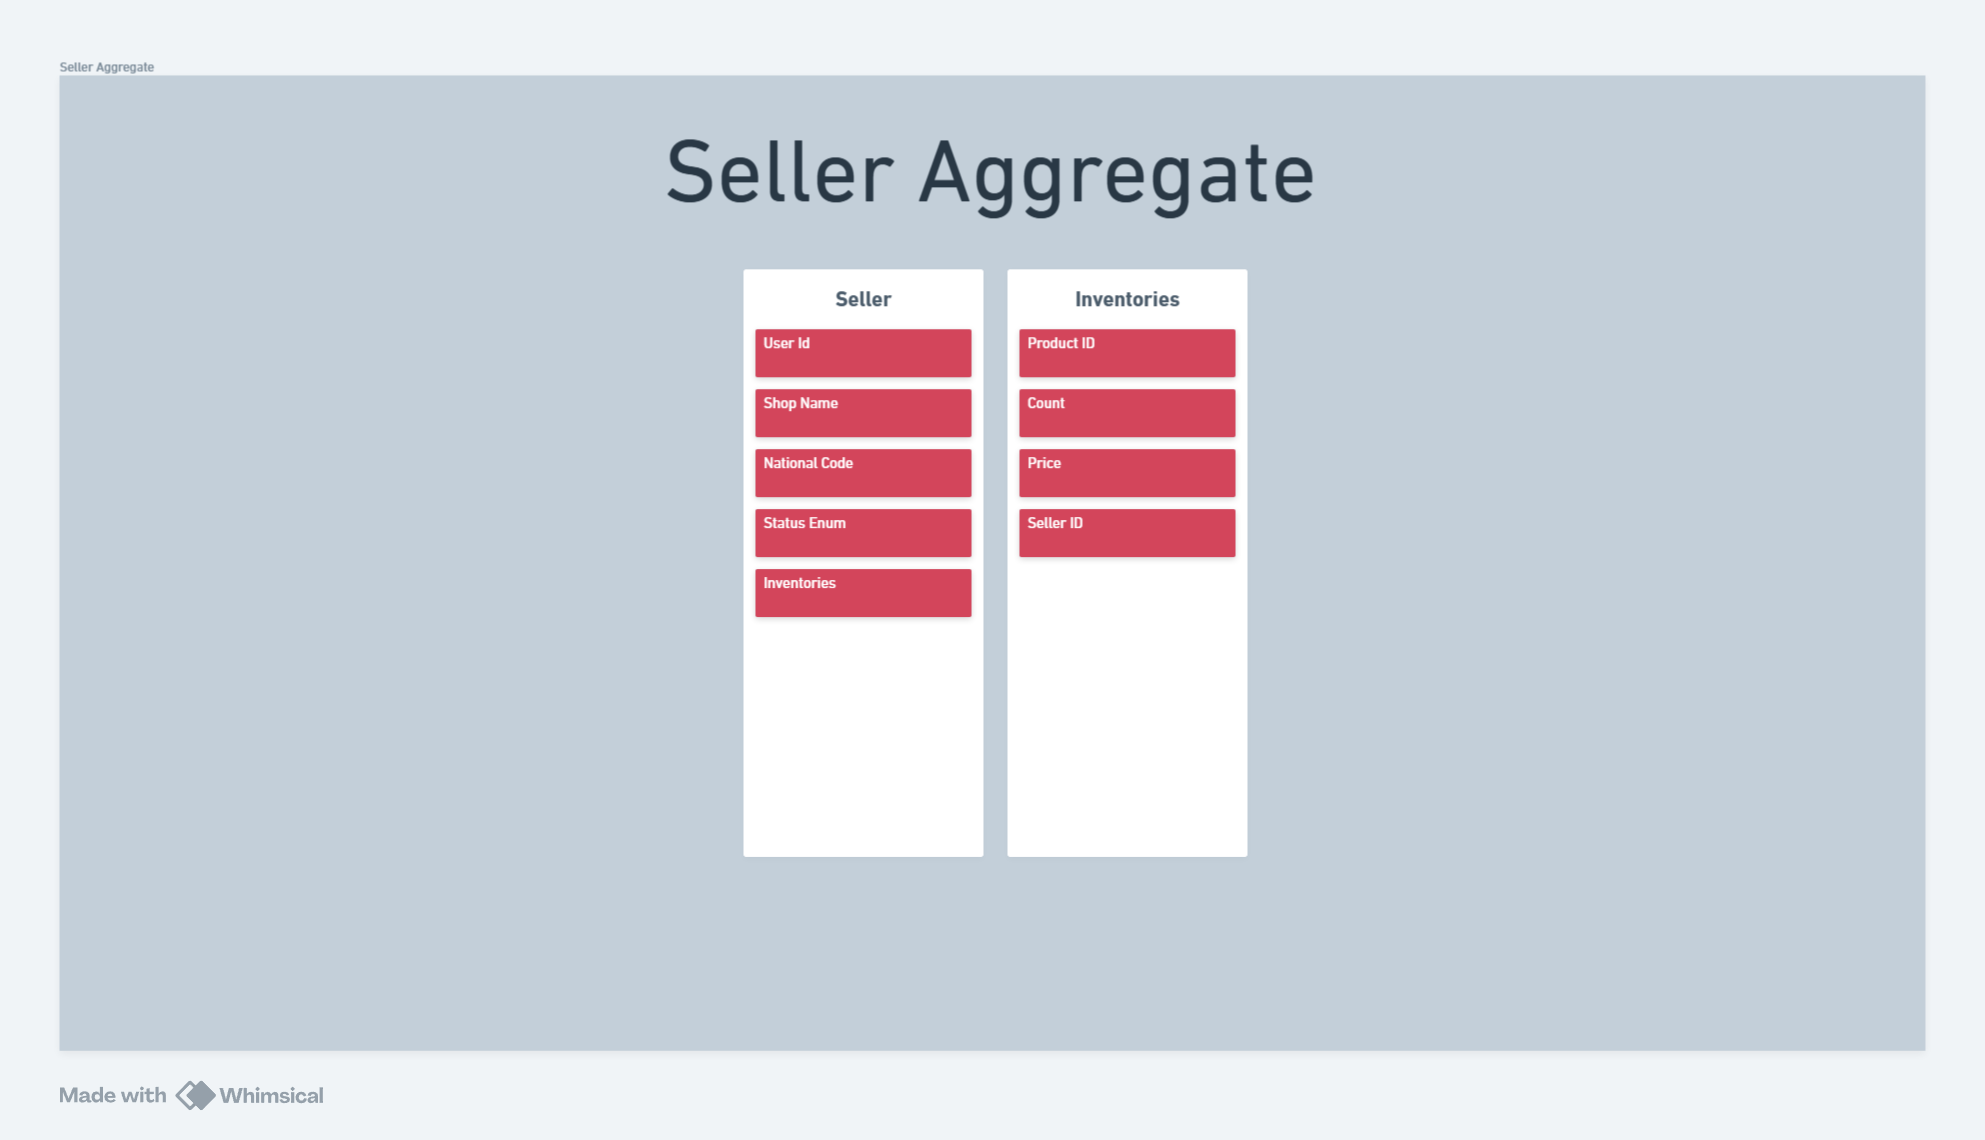 Seller Aggregate
Seller Aggregate
Seller
User Id
Shop Name
National Code
Status Enum
Inventories
Inventories
Product ID
Count
Price
Seller ID
Made with Whimsical